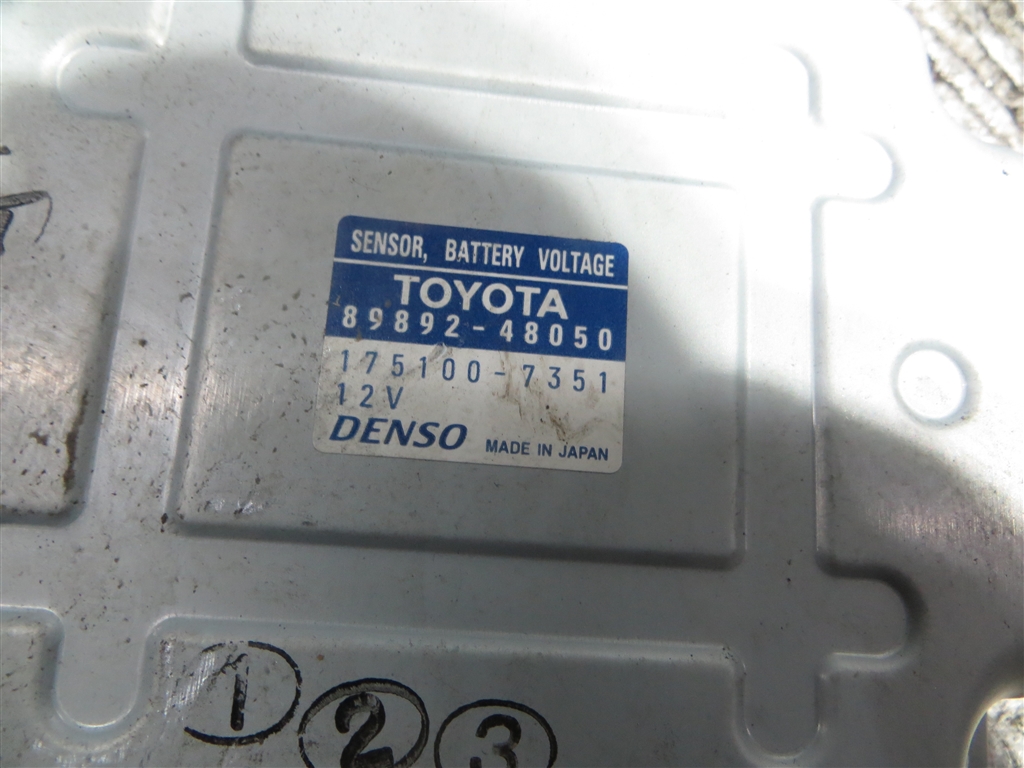 SENSOR, BATTERY VOLTAGE
TOYOTA
89892-48050
175100-7351
12V
DENSO MADE IN JAPAN
① ② ③